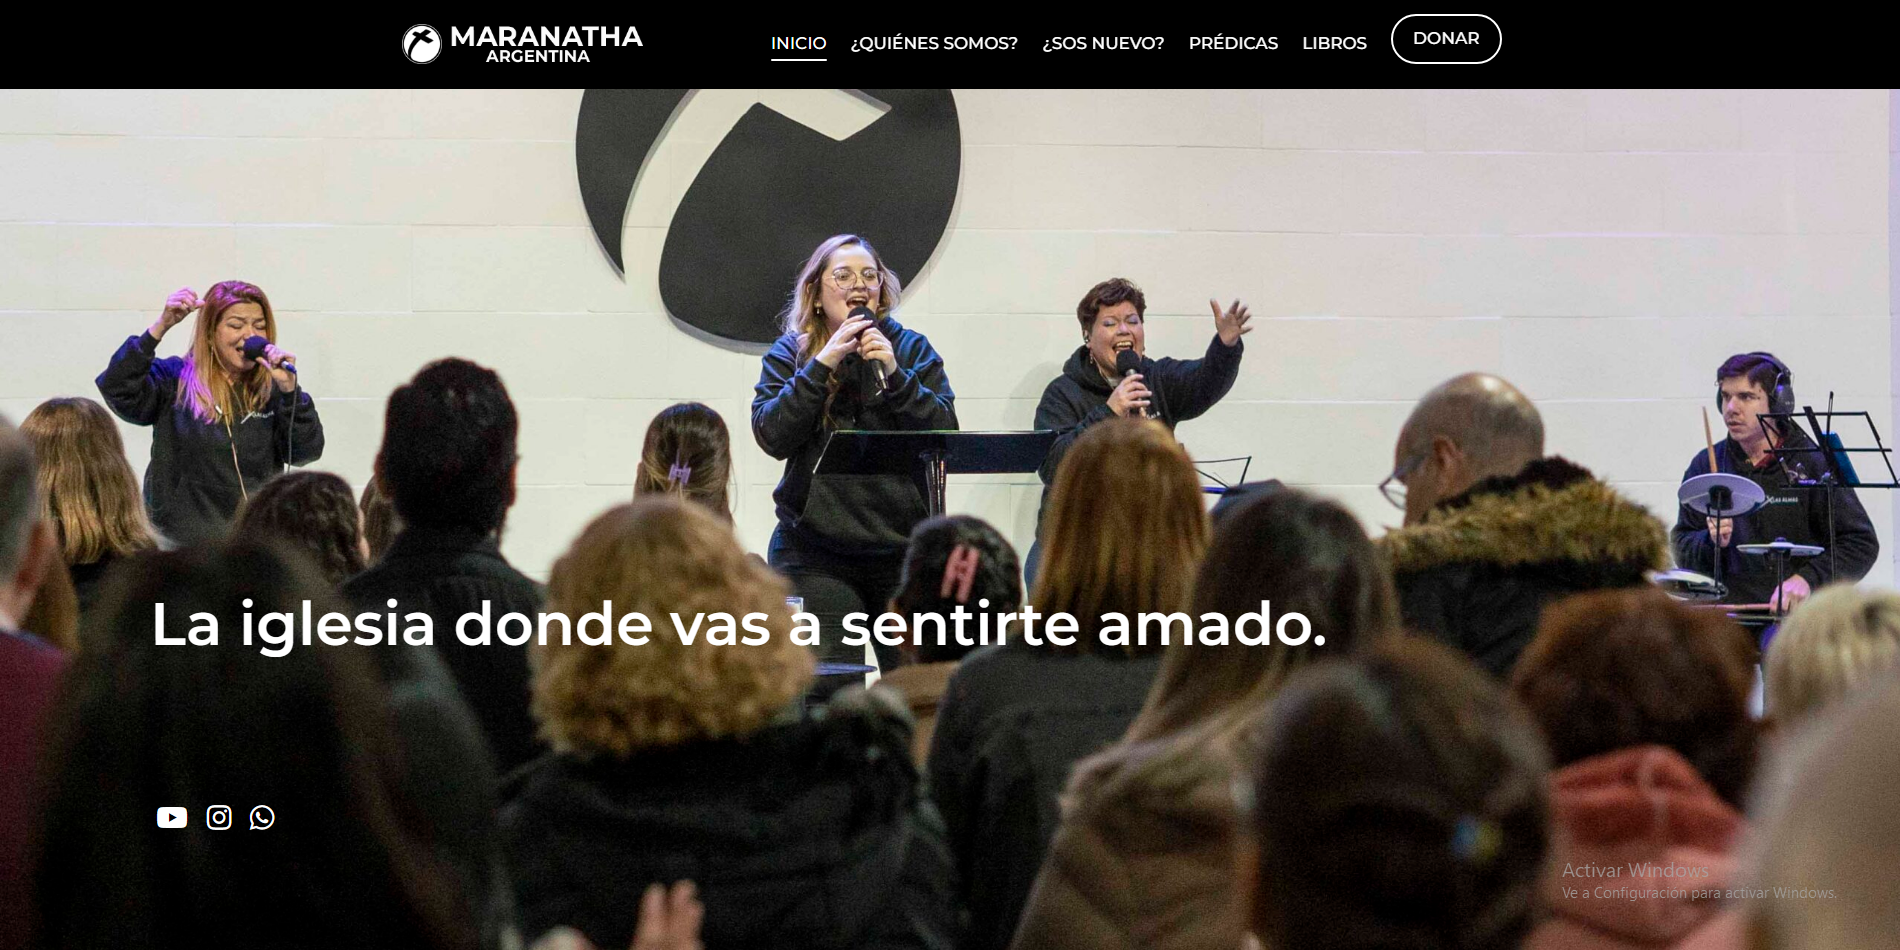 MARANATHA
ARGENTINA
INICIO ¿QUIÉNES SOMOS? ¿SOS NUEVO? PRÉDICAS LIBROS DONAR
La iglesia donde vas a sentirte amado.
Activar Windows
Ve a Configuración para activar Windows.